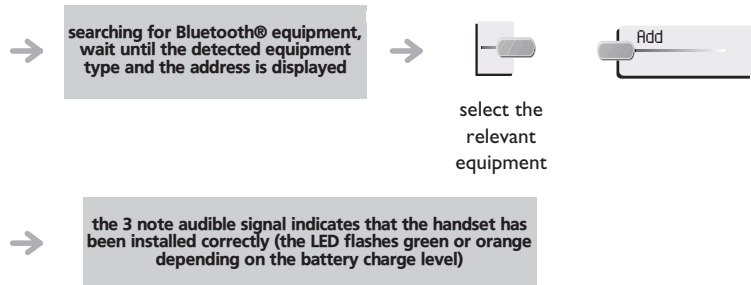 searching for Bluetooth® equipment,
wait until the detected equipment
type and the address is displayed
Add
select the
relevant
equipment
the 3 note audible signal indicates that the handset has
been installed correctly (the LED flashes green or orange
depending on the battery charge level)